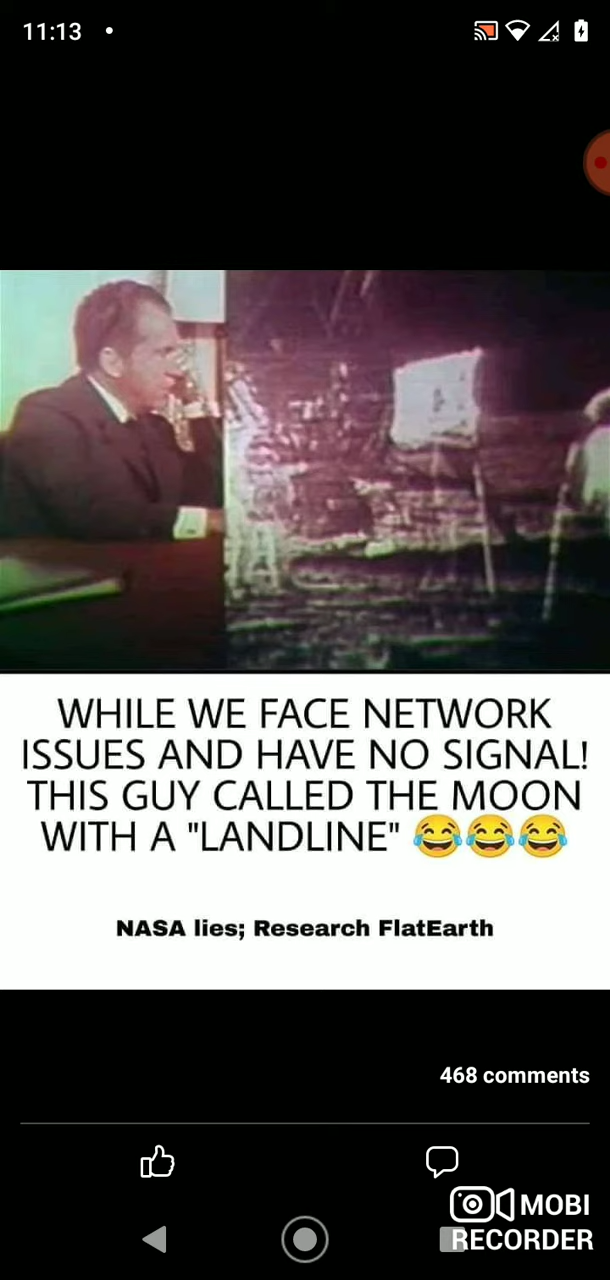 11:13
WHILE WE FACE NETWORK
ISSUES AND HAVE NO SIGNAL!
THIS GUY CALLED THE MOON
WITH A "LANDLINE" 😂😂😂
NASA lies; Research FlatEarth
468 comments
MOBI
RECORDER